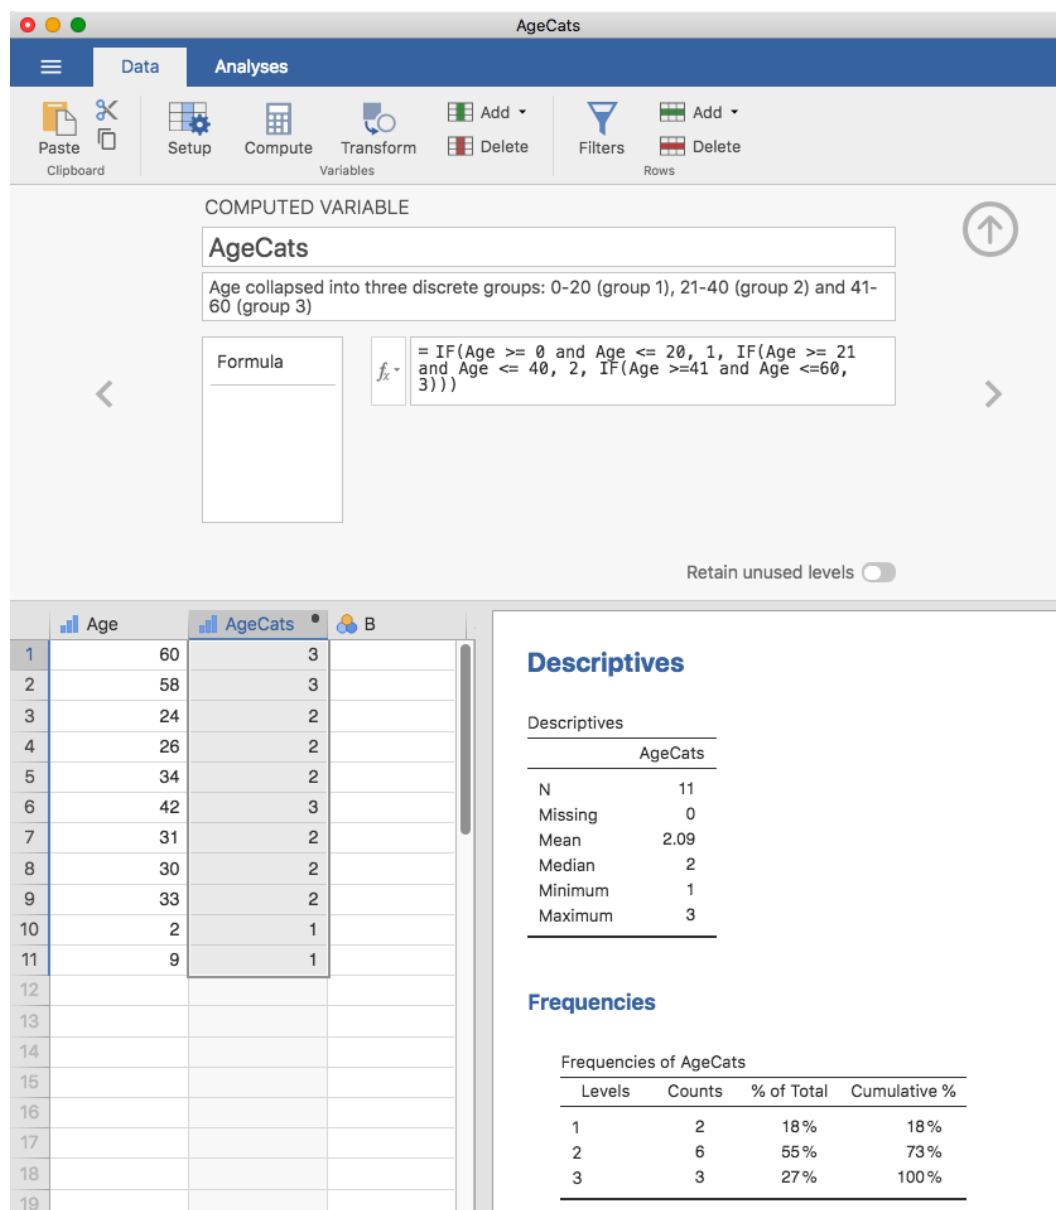 AgeCats
Data Analyses
Paste
Clipboard
Setup Compute Transform Add Delete
Variables
Filters Add Delete
Rows
COMPUTED VARIABLE
AgeCats
Age collapsed into three discrete groups: 0-20 (group 1), 21-40 (group 2) and 41-
60 (group 3)
Formula
fx
= IF(Age >= 0 and Age <= 20, 1, IF(Age >= 21
and Age <= 40, 2, IF(Age >=41 and Age <=60,
3)))
Retain unused levels
Age AgeCats B
1 60 3
2 58 3
3 24 2
4 26 2
5 34 2
6 42 3
7 31 2
8 30 2
9 33 2
10 2 1
11 9 1
12
13
14
15
16
17
18
19
Descriptives
Descriptives
AgeCats
N 11
Missing 0
Mean 2.09
Median 2
Minimum 1
Maximum 3
Frequencies
Frequencies of AgeCats
Levels Counts % of Total Cumulative %
1 2 18% 18%
2 6 55% 73%
3 3 27% 100%